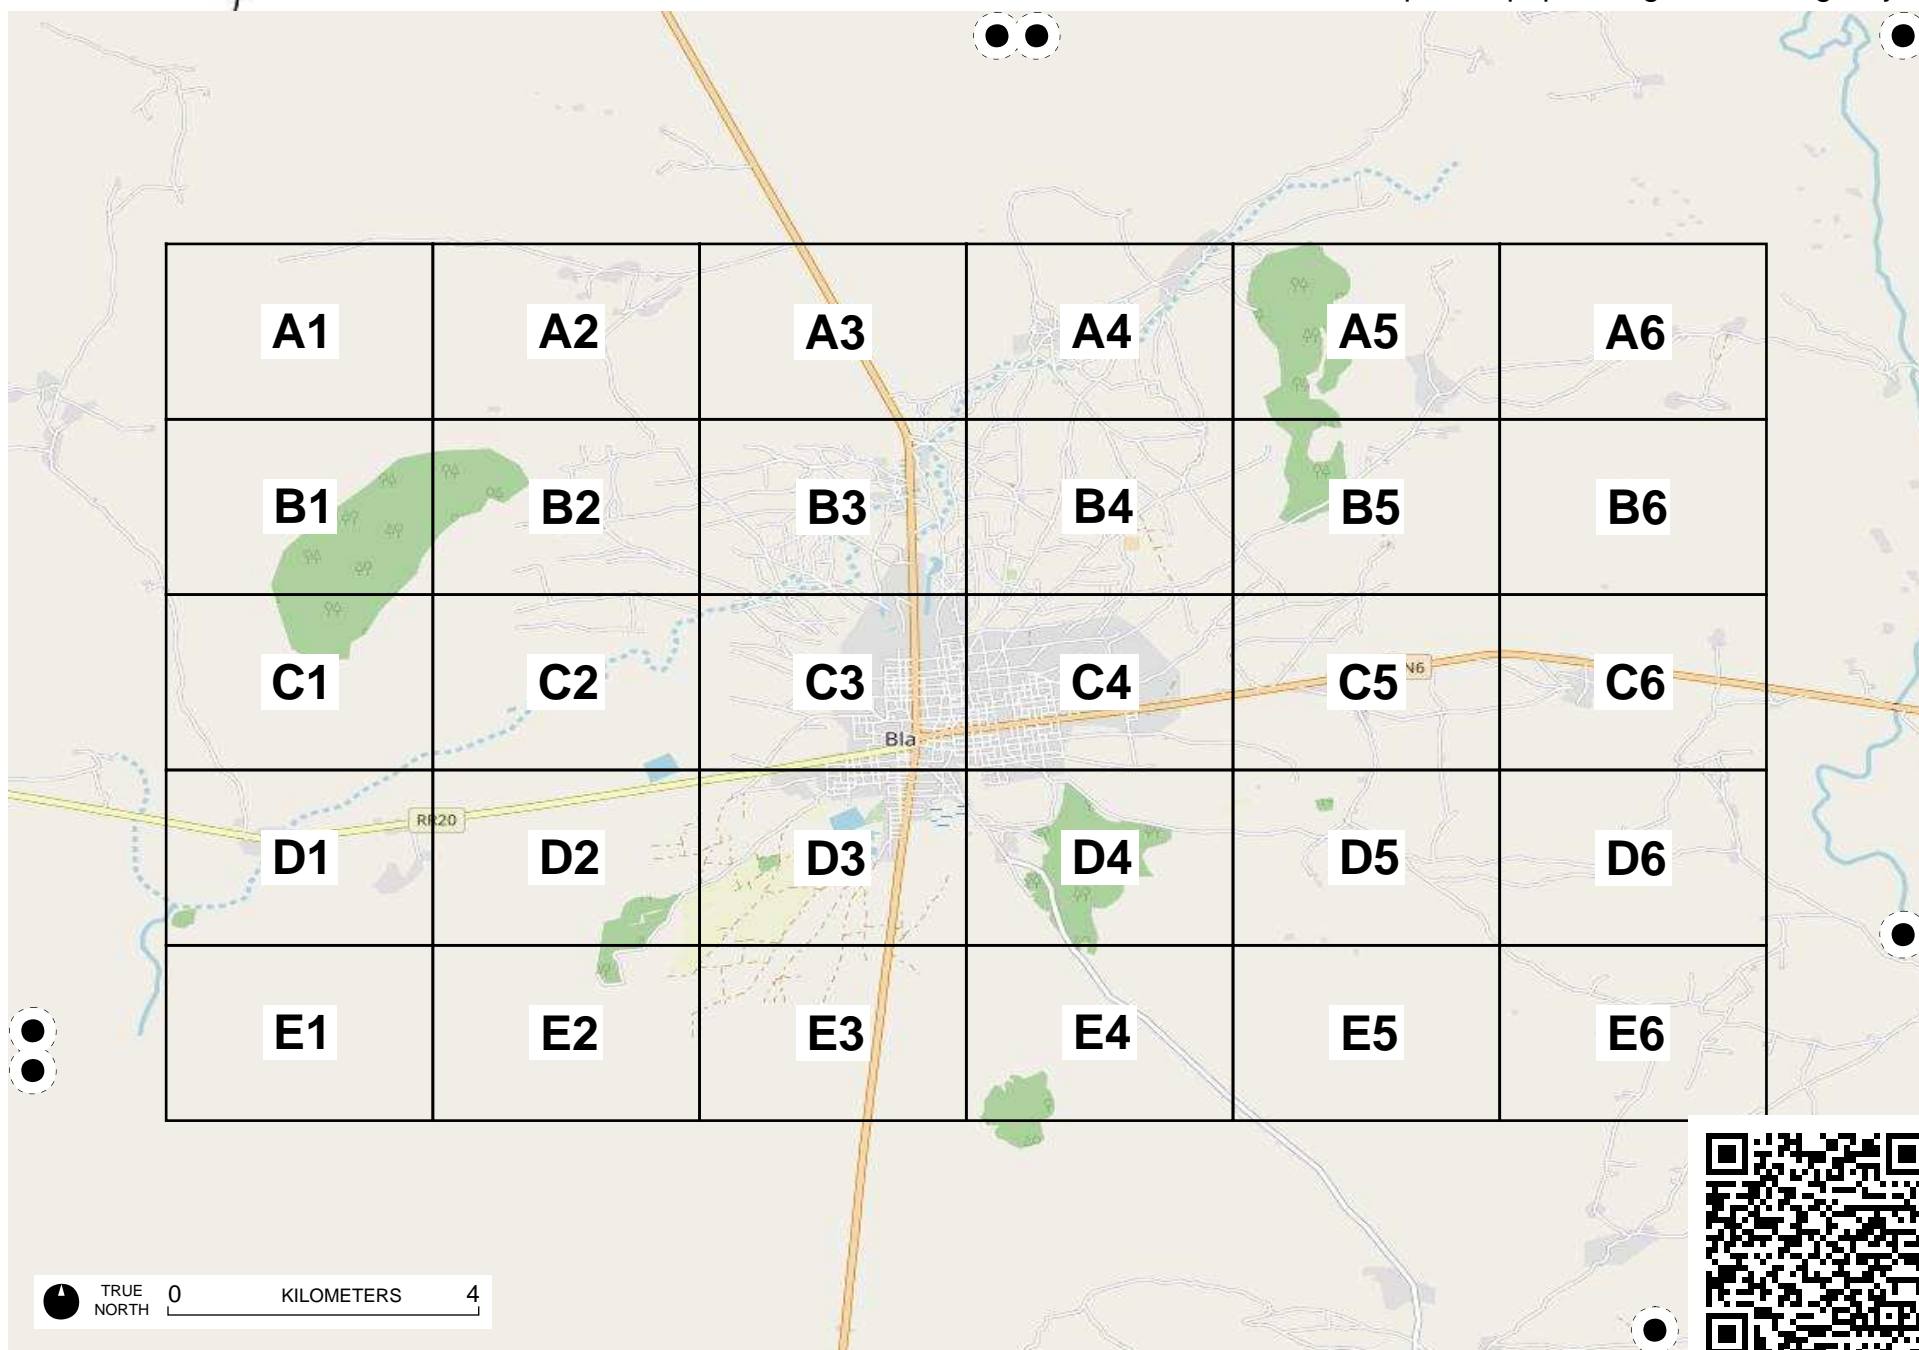 A1 A2 A3 A4 A5 A6
B1 B2 B3 B4 B5 B6
N6
C1 C2 C3 C4 C5 C6
Bla
RR20
D1 D2 D3 D4 D5 D6
E1 E2 E3 E4 E5 E6
TRUE NORTH
0 KILOMETERS 4